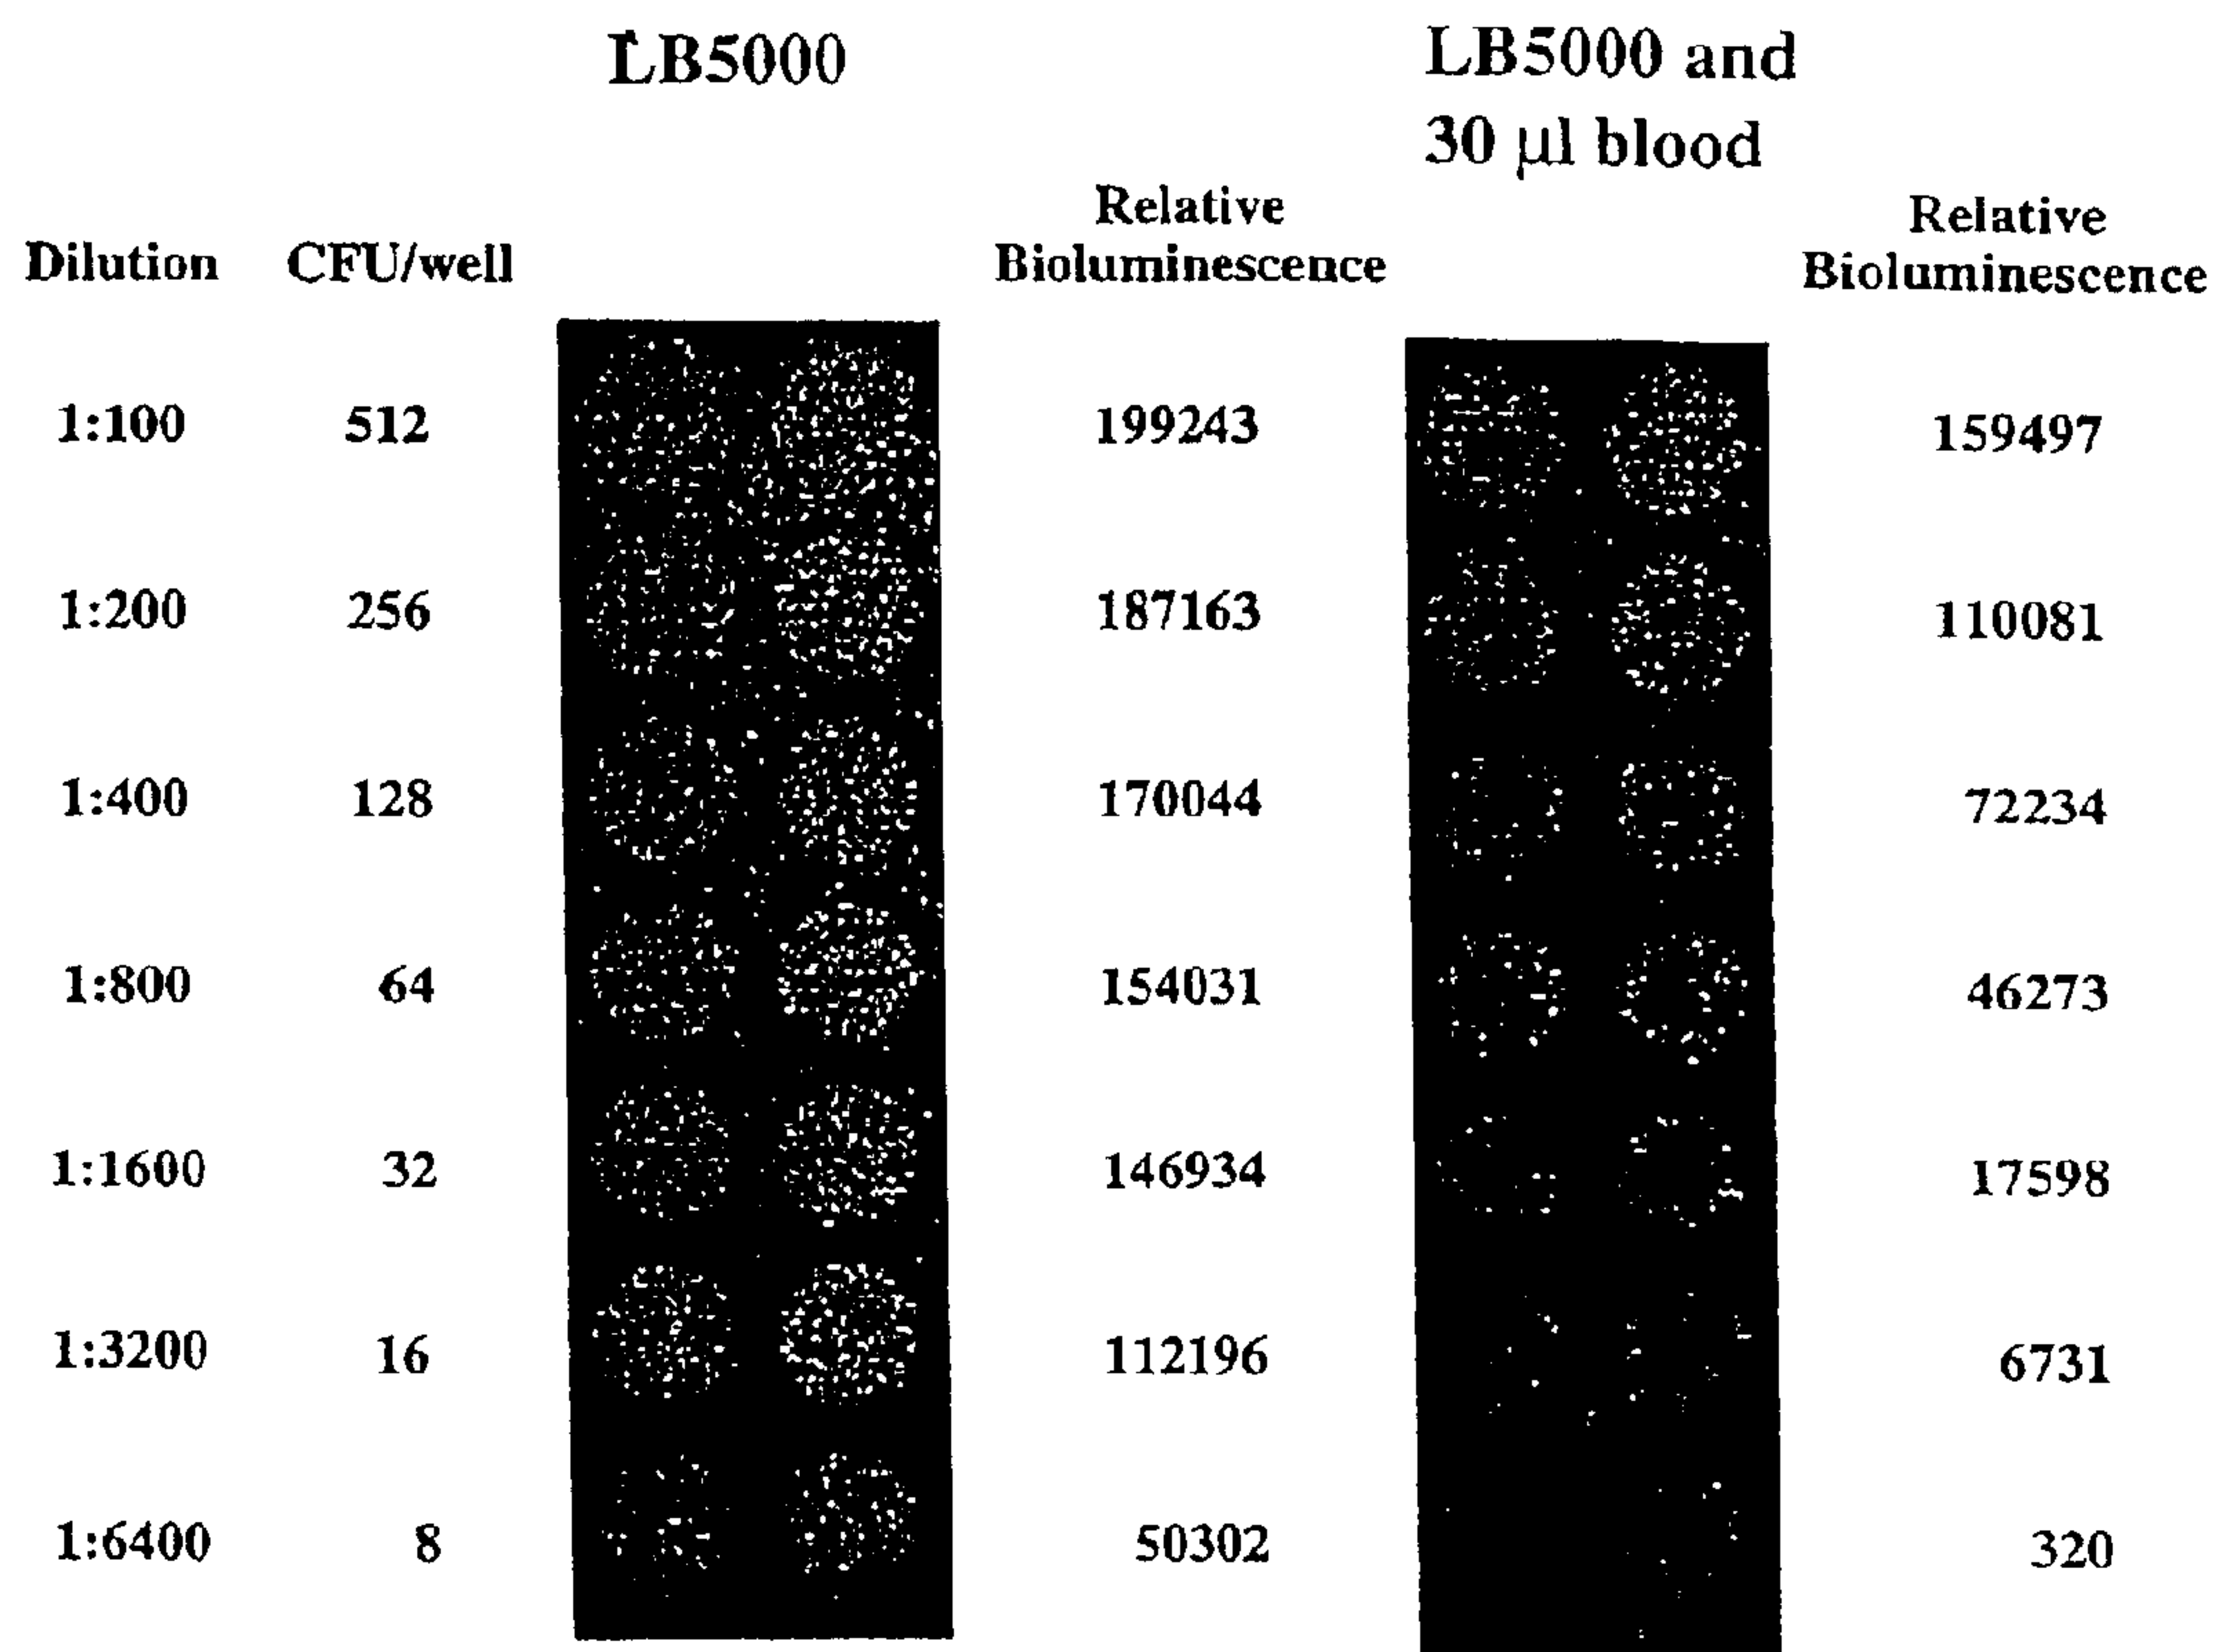 LB5000
LB5000 and
30 µl blood
Dilution CFU/well Relative Bioluminescence Relative Bioluminescence
1:100 512 199243 159497
1:200 256 187163 110081
1:400 128 170044 72234
1:800 64 154031 46273
1:1600 32 146934 17598
1:3200 16 112196 6731
1:6400 8 50302 320